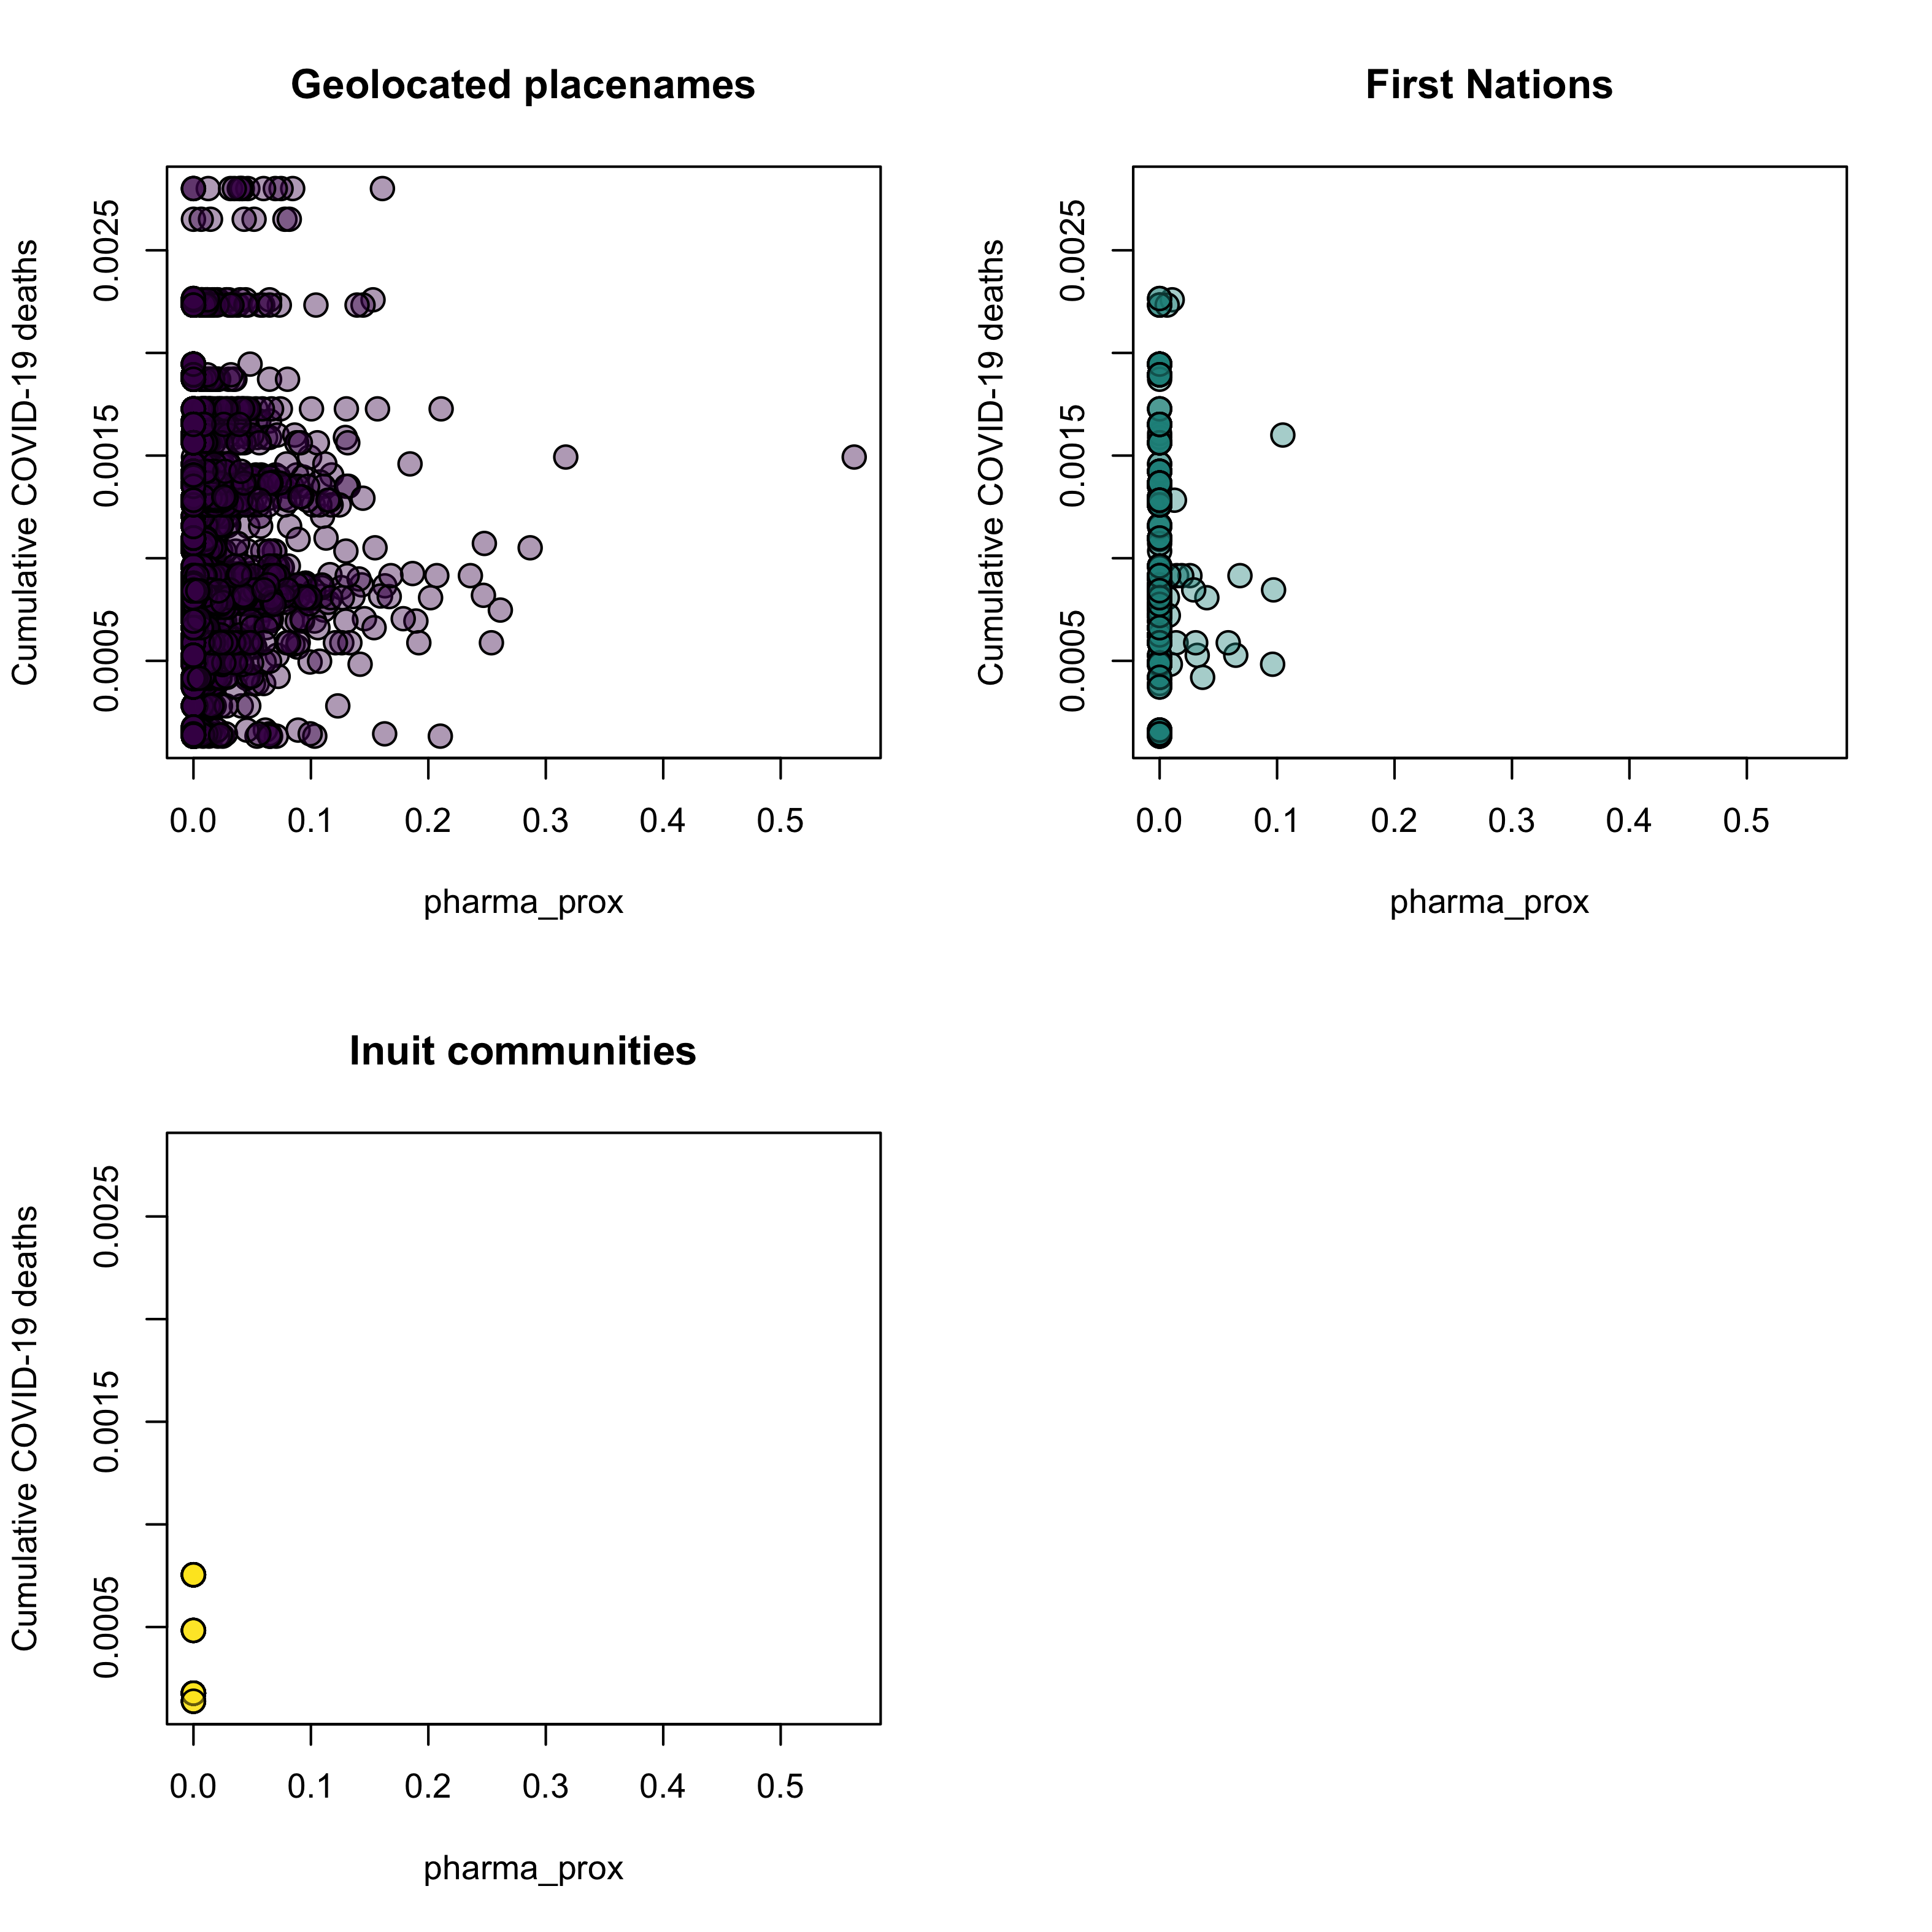 Geolocated placenames
Cumulative COVID-19 deaths
0.0025
0.0015
0.0005
0.0 0.1 0.2 0.3 0.4 0.5
pharma_prox
First Nations
Cumulative COVID-19 deaths
0.0025
0.0015
0.0005
0.0 0.1 0.2 0.3 0.4 0.5
pharma_prox
Inuit communities
Cumulative COVID-19 deaths
0.0025
0.0015
0.0005
0.0 0.1 0.2 0.3 0.4 0.5
pharma_prox